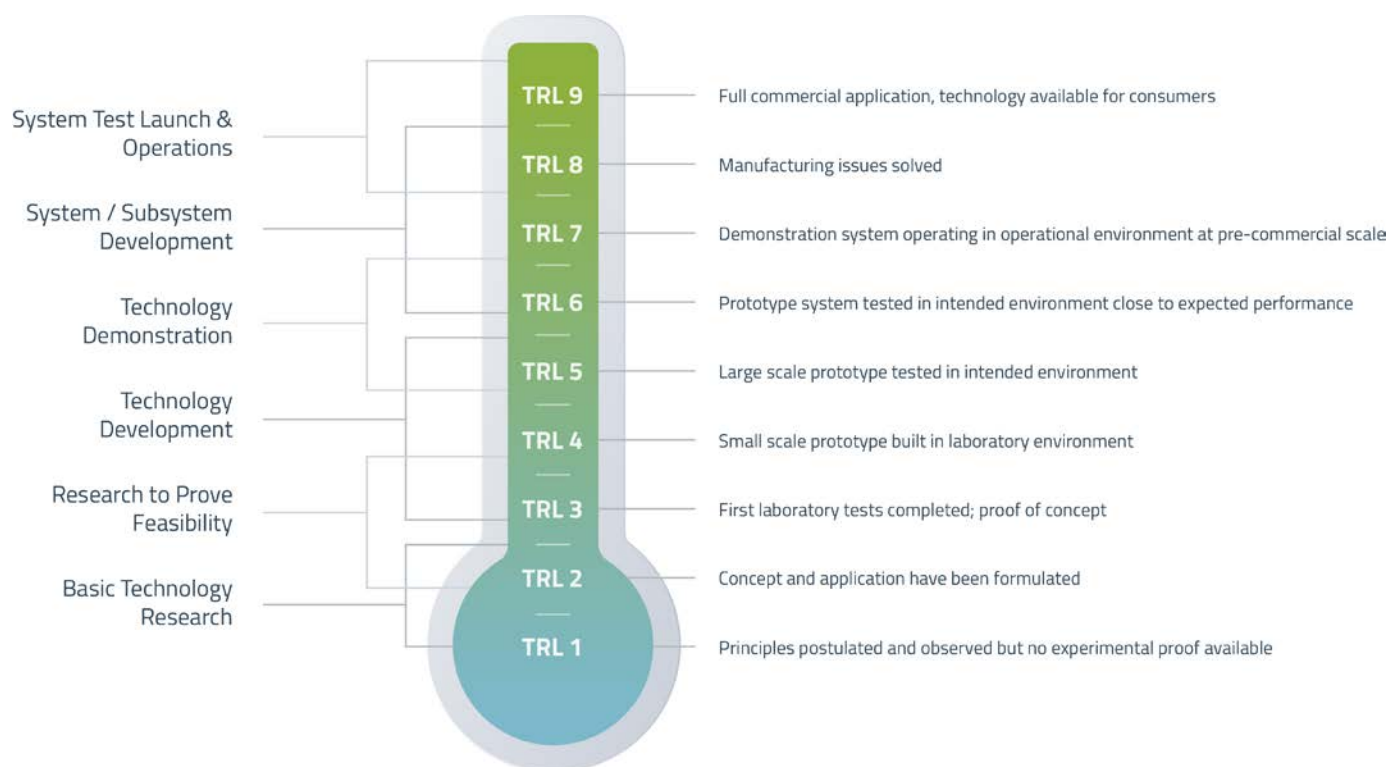 System Test Launch &
Operations
System / Subsystem
Development
Technology
Demonstration
Technology
Development
Research to Prove
Feasibility
Basic Technology
Research
TRL 9
TRL 8
TRL 7
TRL 6
TRL 5
TRL 4
TRL 3
TRL 2
TRL 1
Full commercial application, technology available for consumers
Manufacturing issues solved
Demonstration system operating in operational environment at pre-commercial scale
Prototype system tested in intended environment close to expected performance
Large scale prototype tested in intended environment
Small scale prototype built in laboratory environment
First laboratory tests completed; proof of concept
Concept and application have been formulated
Principles postulated and observed but no experimental proof available